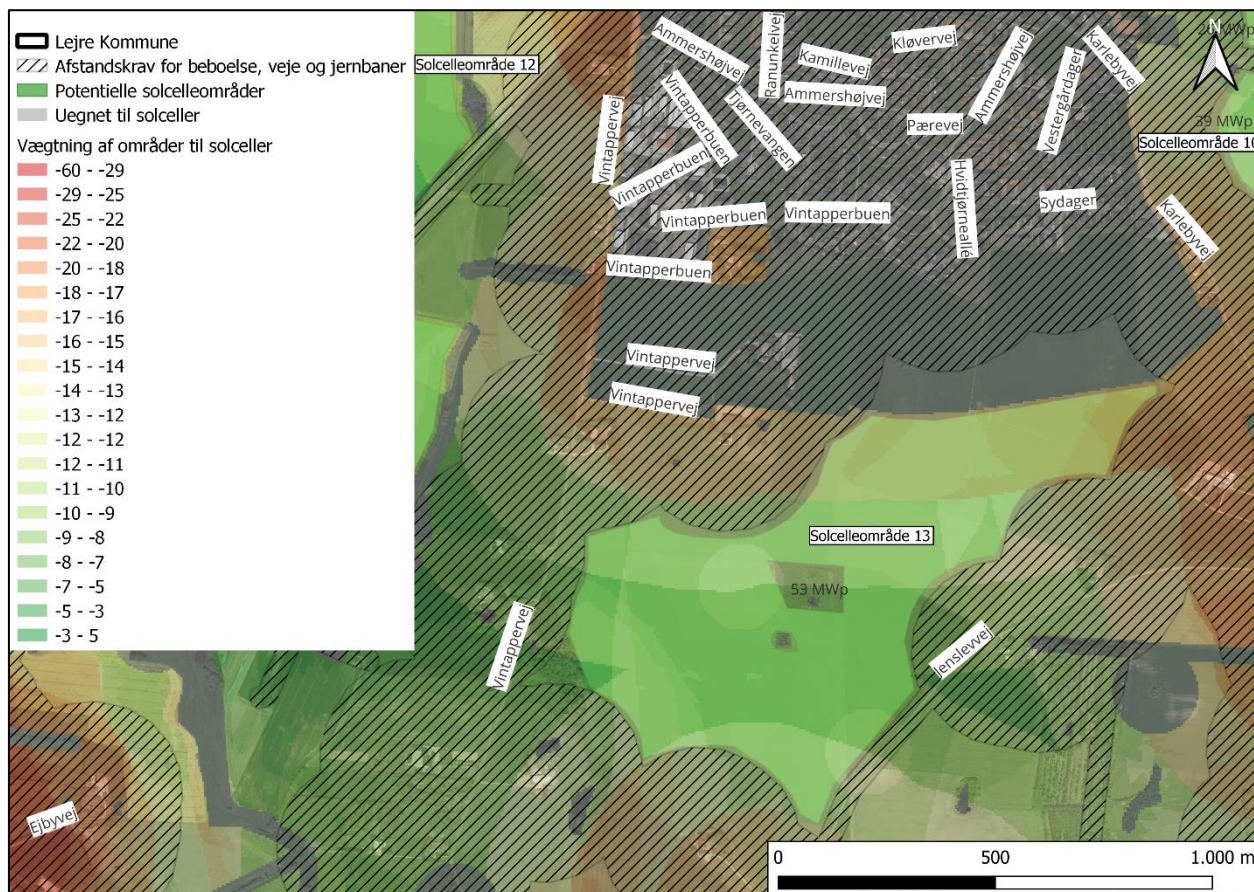 Lejre Kommune
Afstandskrav for beboelse, veje og jernbaner
Potentielle solcelleområder
Uegnet til solceller
Vægtning af områder til solceller
-60 - -29
-29 - -25
-25 - -22
-22 - -20
-20 - -18
-18 - -17
-17 - -16
-16 - -15
-15 - -14
-14 - -13
-13 - -12
-12 - -12
-12 - -11
-11 - -10
-10 - -9
-9 - -8
-8 - -7
-7 - -5
-5 - -3
-3 - 5
Solcelleområde 12
Ammershøjvej
Ranunkelvej
Kamillevej
Kløvervej
Ammershøjvej
Karlebyvej
N
Vintappervej
Vintapperbuen
Tjørnevangen
Ammershøjvej
Pærevej
Vestergårdager
39 MWp
Solcelleområde 10
Vintapperbuen
Vintapperbuen
Vintapperbuen
Hvidtjørneallé
Sydager
Karlebyvej
Vintapperbuen
Vintappervej
Vintappervej
Solcelleområde 13
53 MWp
Vintappervej
Jenslevvej
Ejbyvej
0
500
1.000 m